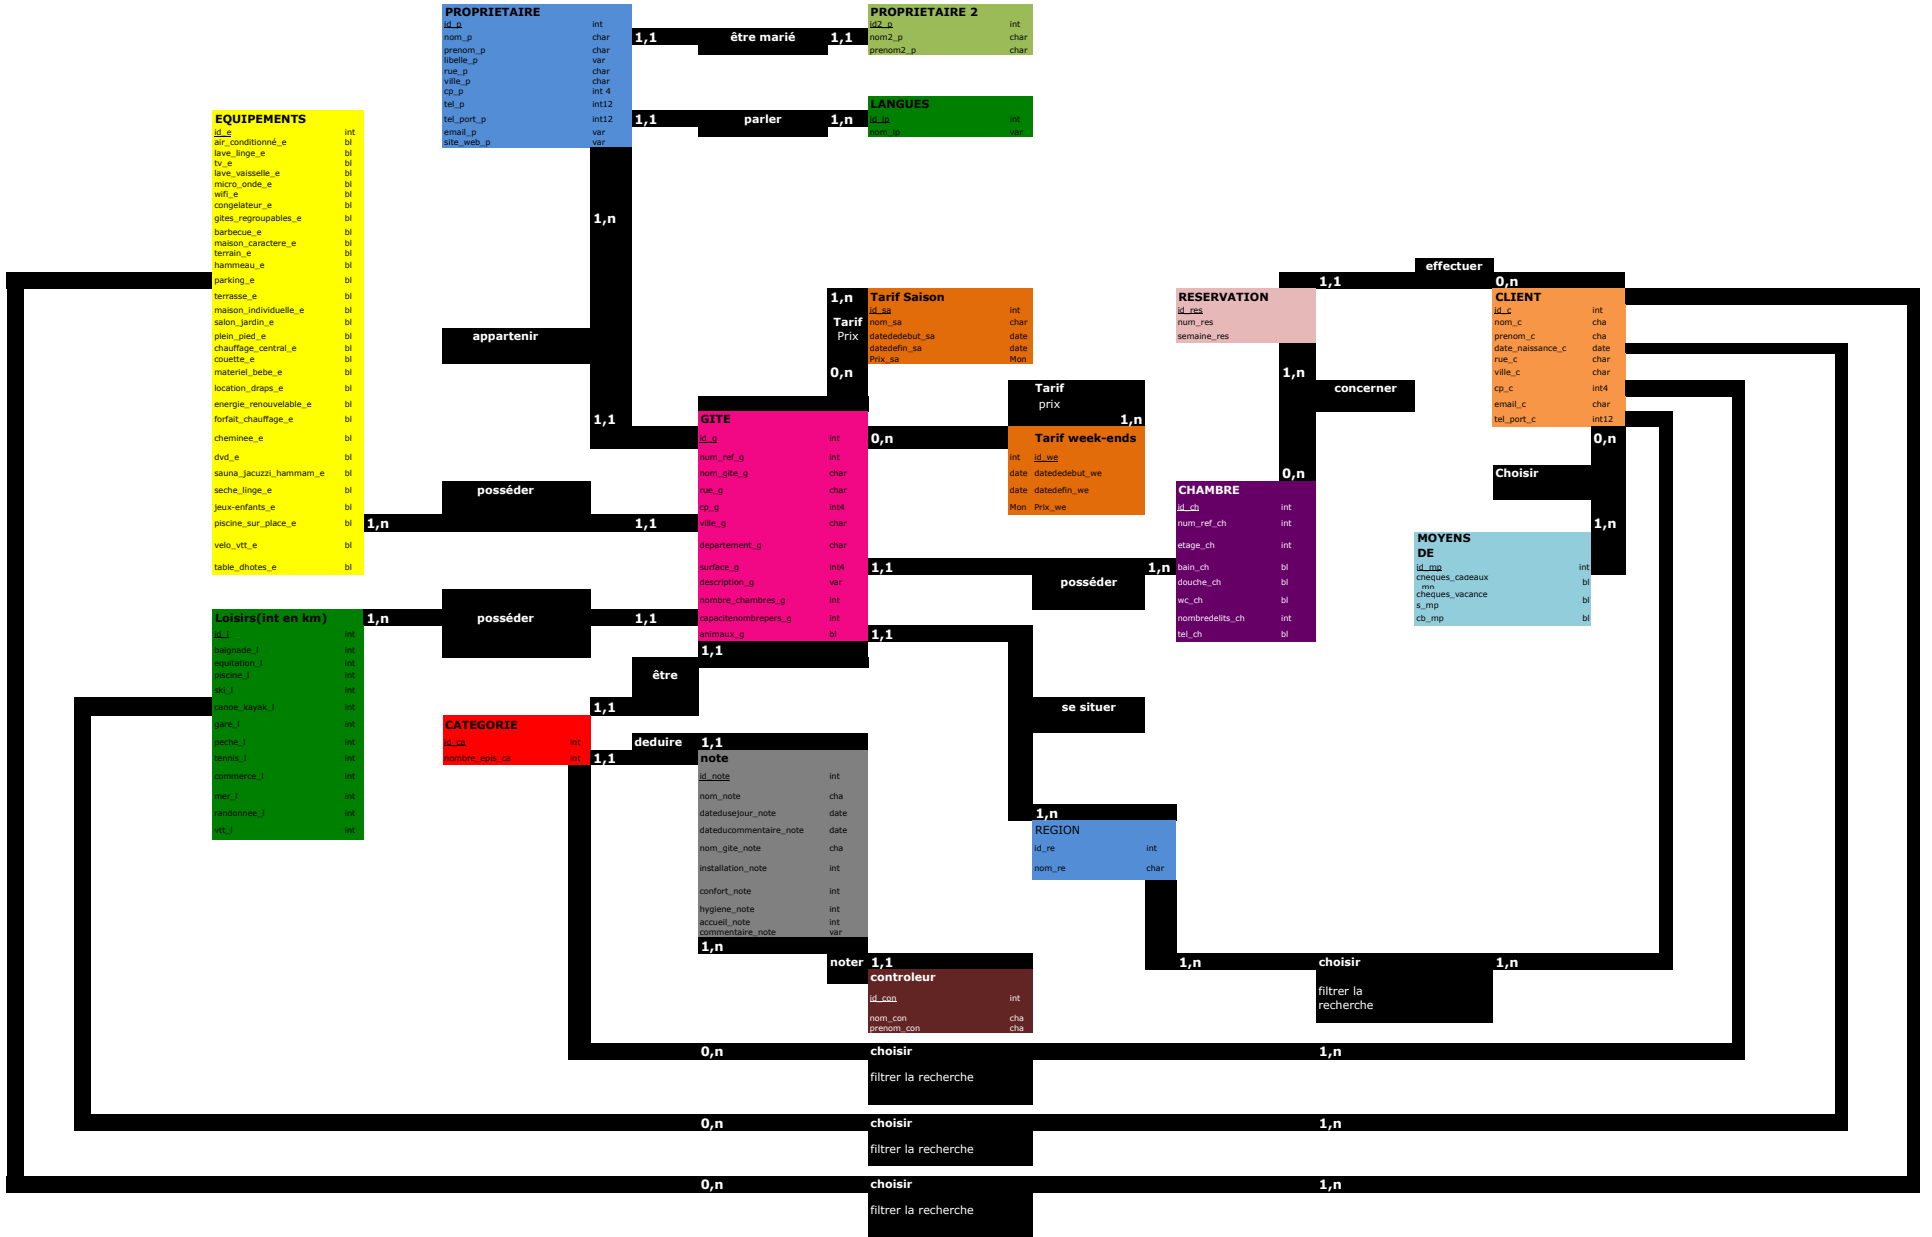 PROPRIETAIRE
id_p int
nom_p char
prenom_p char
libelle_p var
rue_p char
ville_p char
cp_p int 4
tel_p int12
tel_port_p int12
email_p var
site_web_p var
1,1 être marié 1,1
PROPRIETAIRE 2
id2_p int
nom2_p char
prenom2_p char
1,1 parler 1,n
LANGUES
id_lp int
nom_lp var
EQUIPEMENTS
id_e int
air_conditionné_e bl
lave_linge_e bl
tv_e bl
lave_vaisselle_e bl
micro_onde_e bl
wifi_e bl
congelateur_e bl
gites_regroupables_e bl
barbecue_e bl
maison_caractere_e bl
terrain_e bl
hammeau_e bl
parking_e bl
terrasse_e bl
maison_individuelle_e bl
salon_jardin_e bl
plein_pied_e bl
chauffage_central_e bl
couette_e bl
materiel_bebe_e bl
location_draps_e bl
energie_renouvelable_e bl
forfait_chauffage_e bl
cheminee_e bl
dvd_e bl
sauna_jacuzzi_hammam_e bl
seche_linge_e bl
jeux-enfants_e bl
piscine_sur_place_e bl
velo_vtt_e bl
table_dhotes_e bl
1,n
appartenir
1,1
1,n
Tarif
Prix
0,n
Tarif Saison
id_sa int
nom_sa char
datededebut_sa date
datedefin_sa date
Prix_sa Mon
effectuer
1,1 0,n
RESERVATION
id_res
num_res
semaine_res
CLIENT
id_c int
nom_c cha
prenom_c cha
date_naissance_c date
rue_c char
ville_c char
cp_c int4
email_c char
tel_port_c int12
1,n
concerner
0,n
Tarif
prix
1,n
0,n
Tarif week-ends
int id_we
date datededebut_we
date datedefin_we
Mon Prix_we
GITE
id_g int
num_ref_g int
nom_gite_g char
rue_g char
cp_g int4
ville_g char
departement_g char
surface_g int4
description_g var
nombre_chambres_g int
capacitenombrepers_g int
animaux_g bl
posséder
1,n 1,1
0,n
Choisir
1,n
CHAMBRE
id_ch int
num_ref_ch int
etage_ch int
bain_ch bl
douche_ch bl
wc_ch bl
nombredelits_ch int
tel_ch bl
MOYENS
DE
id_mp int
cheques_cadeaux
_mp bl
cheques_vacance
s_mp bl
cb_mp bl
1,1 posséder 1,n
Loisirs(int en km)
id_l int
baignade_l int
equitation_l int
piscine_l int
ski_l int
canoe_kayak_l int
gare_l int
peche_l int
tennis_l int
commerce_l int
mer_l int
randonnee_l int
vtt_l int
1,n posséder 1,1
1,1
1,1
être
1,1
se situer
CATEGORIE
id_ca int
nombre_epis_ca int
deduire 1,1
1,1
note
id_note int
nom_note cha
datedusejour_note date
dateducommentaire_note date
nom_gite_note cha
installation_note int
confort_note int
hygiene_note int
accueil_note int
commentaire_note var
1,n
REGION
id_re int
nom_re char
1,n
noter 1,1
controleur
id_con int
nom_con cha
prenom_con cha
1,n choisir 1,n
filtrer la
recherche
0,n choisir 1,n
filtrer la recherche
0,n choisir 1,n
filtrer la recherche
0,n choisir 1,n
filtrer la recherche